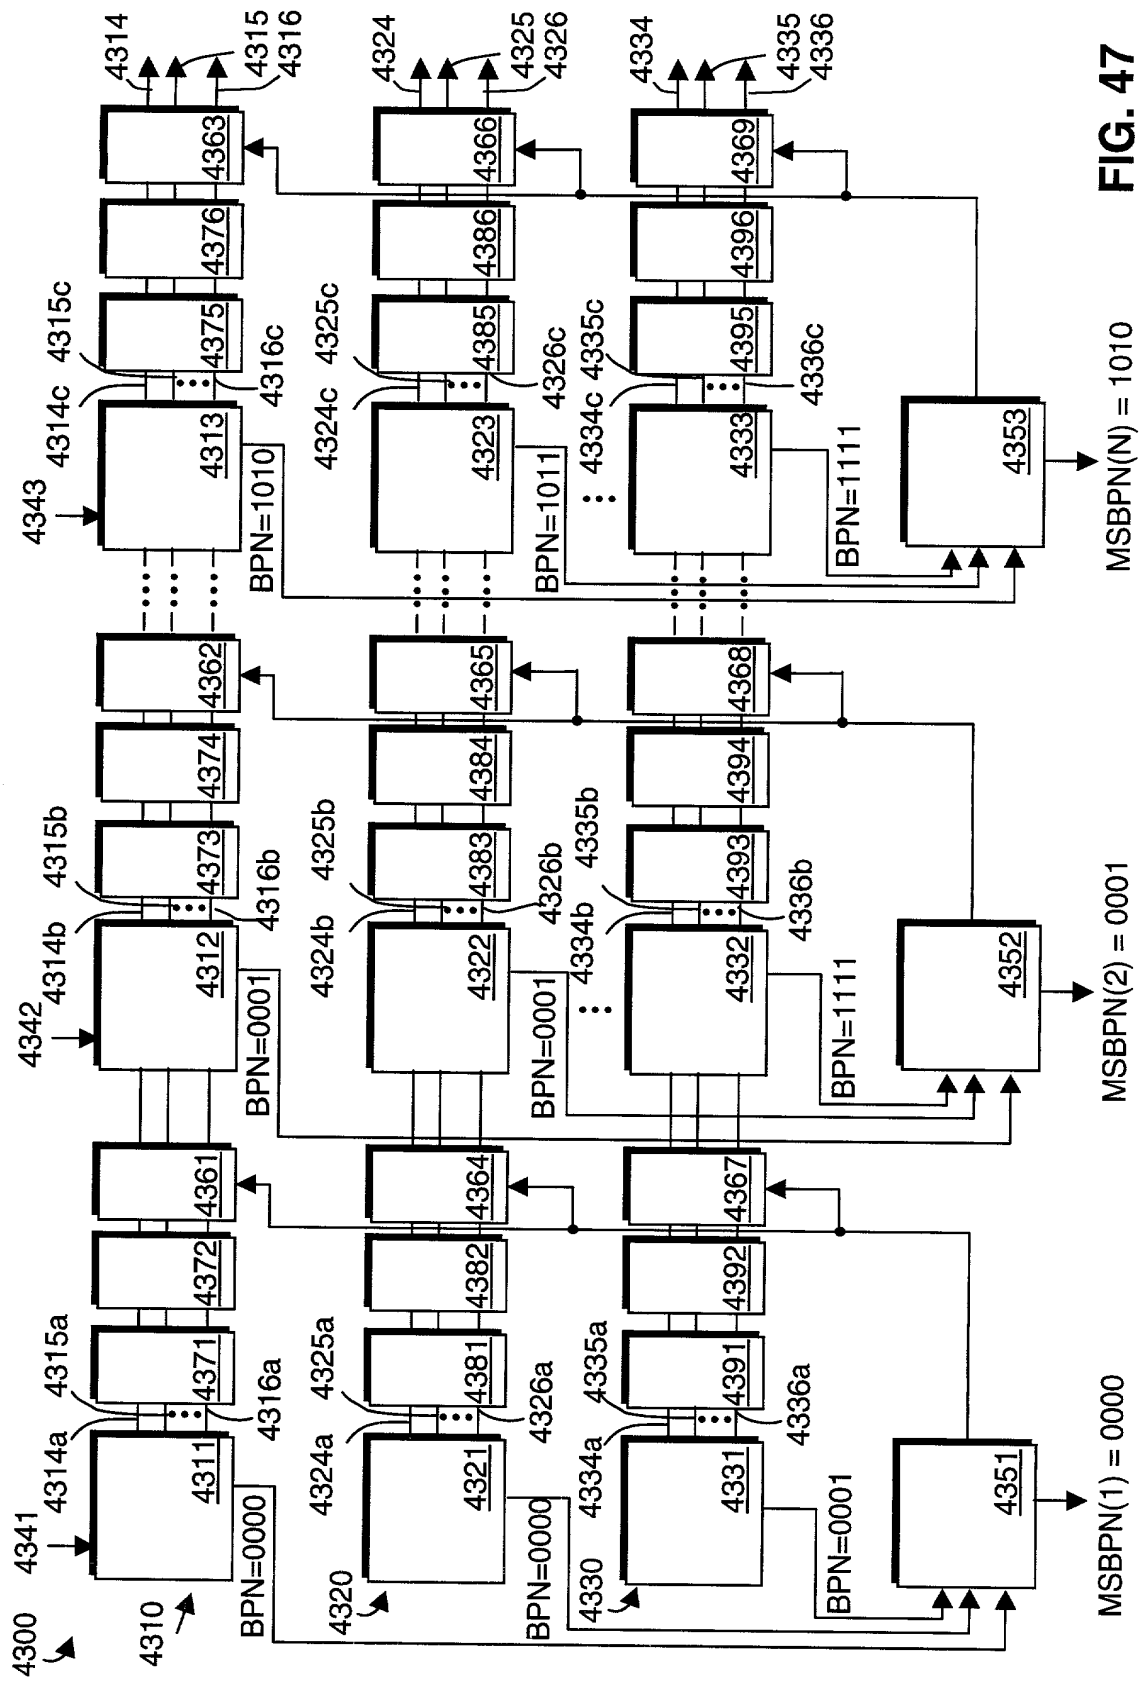 4300
4310
4341
4342
4343
4311
4314a
4315a
4316a
4371
4372
4361
4312
4314b
4315b
4316b
4373
4374
4362
4313
4314c
4315c
4316c
4375
4376
4363
4314
4315
4316
BPN=0000
BPN=0001
BPN=1010
4320
4321
4324a
4325a
4326a
4381
4382
4364
4322
4324b
4325b
4326b
4383
4384
4365
4323
4324c
4325c
4326c
4385
4386
4366
4324
4325
4326
BPN=0000
BPN=0001
BPN=1011
4330
4331
4334a
4335a
4336a
4391
4392
4367
4332
4334b
4335b
4336b
4393
4394
4368
4333
4334c
4335c
4336c
4395
4396
4369
4334
4335
4336
BPN=0001
BPN=1111
BPN=1111
4351
4352
4353
MSBPN(1) = 0000
MSBPN(2) = 0001
MSBPN(N) = 1010
FIG. 47